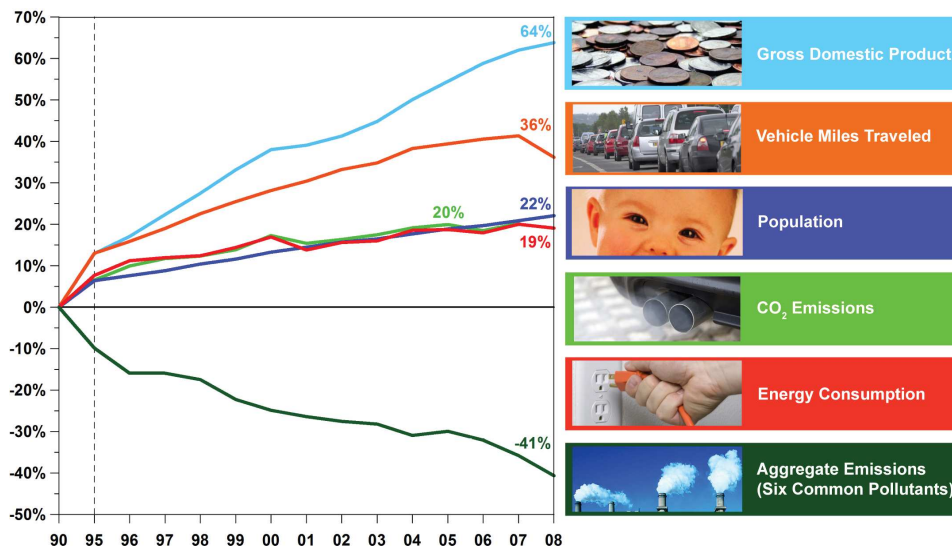 70%
60%
50%
40%
30%
20%
10%
0%
-10%
-20%
-30%
-40%
-50%
64%
36%
22%
20%
19%
-41%
90 95 96 97 98 99 00 01 02 03 04 05 06 07 08
Gross Domestic Product
Vehicle Miles Traveled
Population
CO₂ Emissions
Energy Consumption
Aggregate Emissions
(Six Common Pollutants)